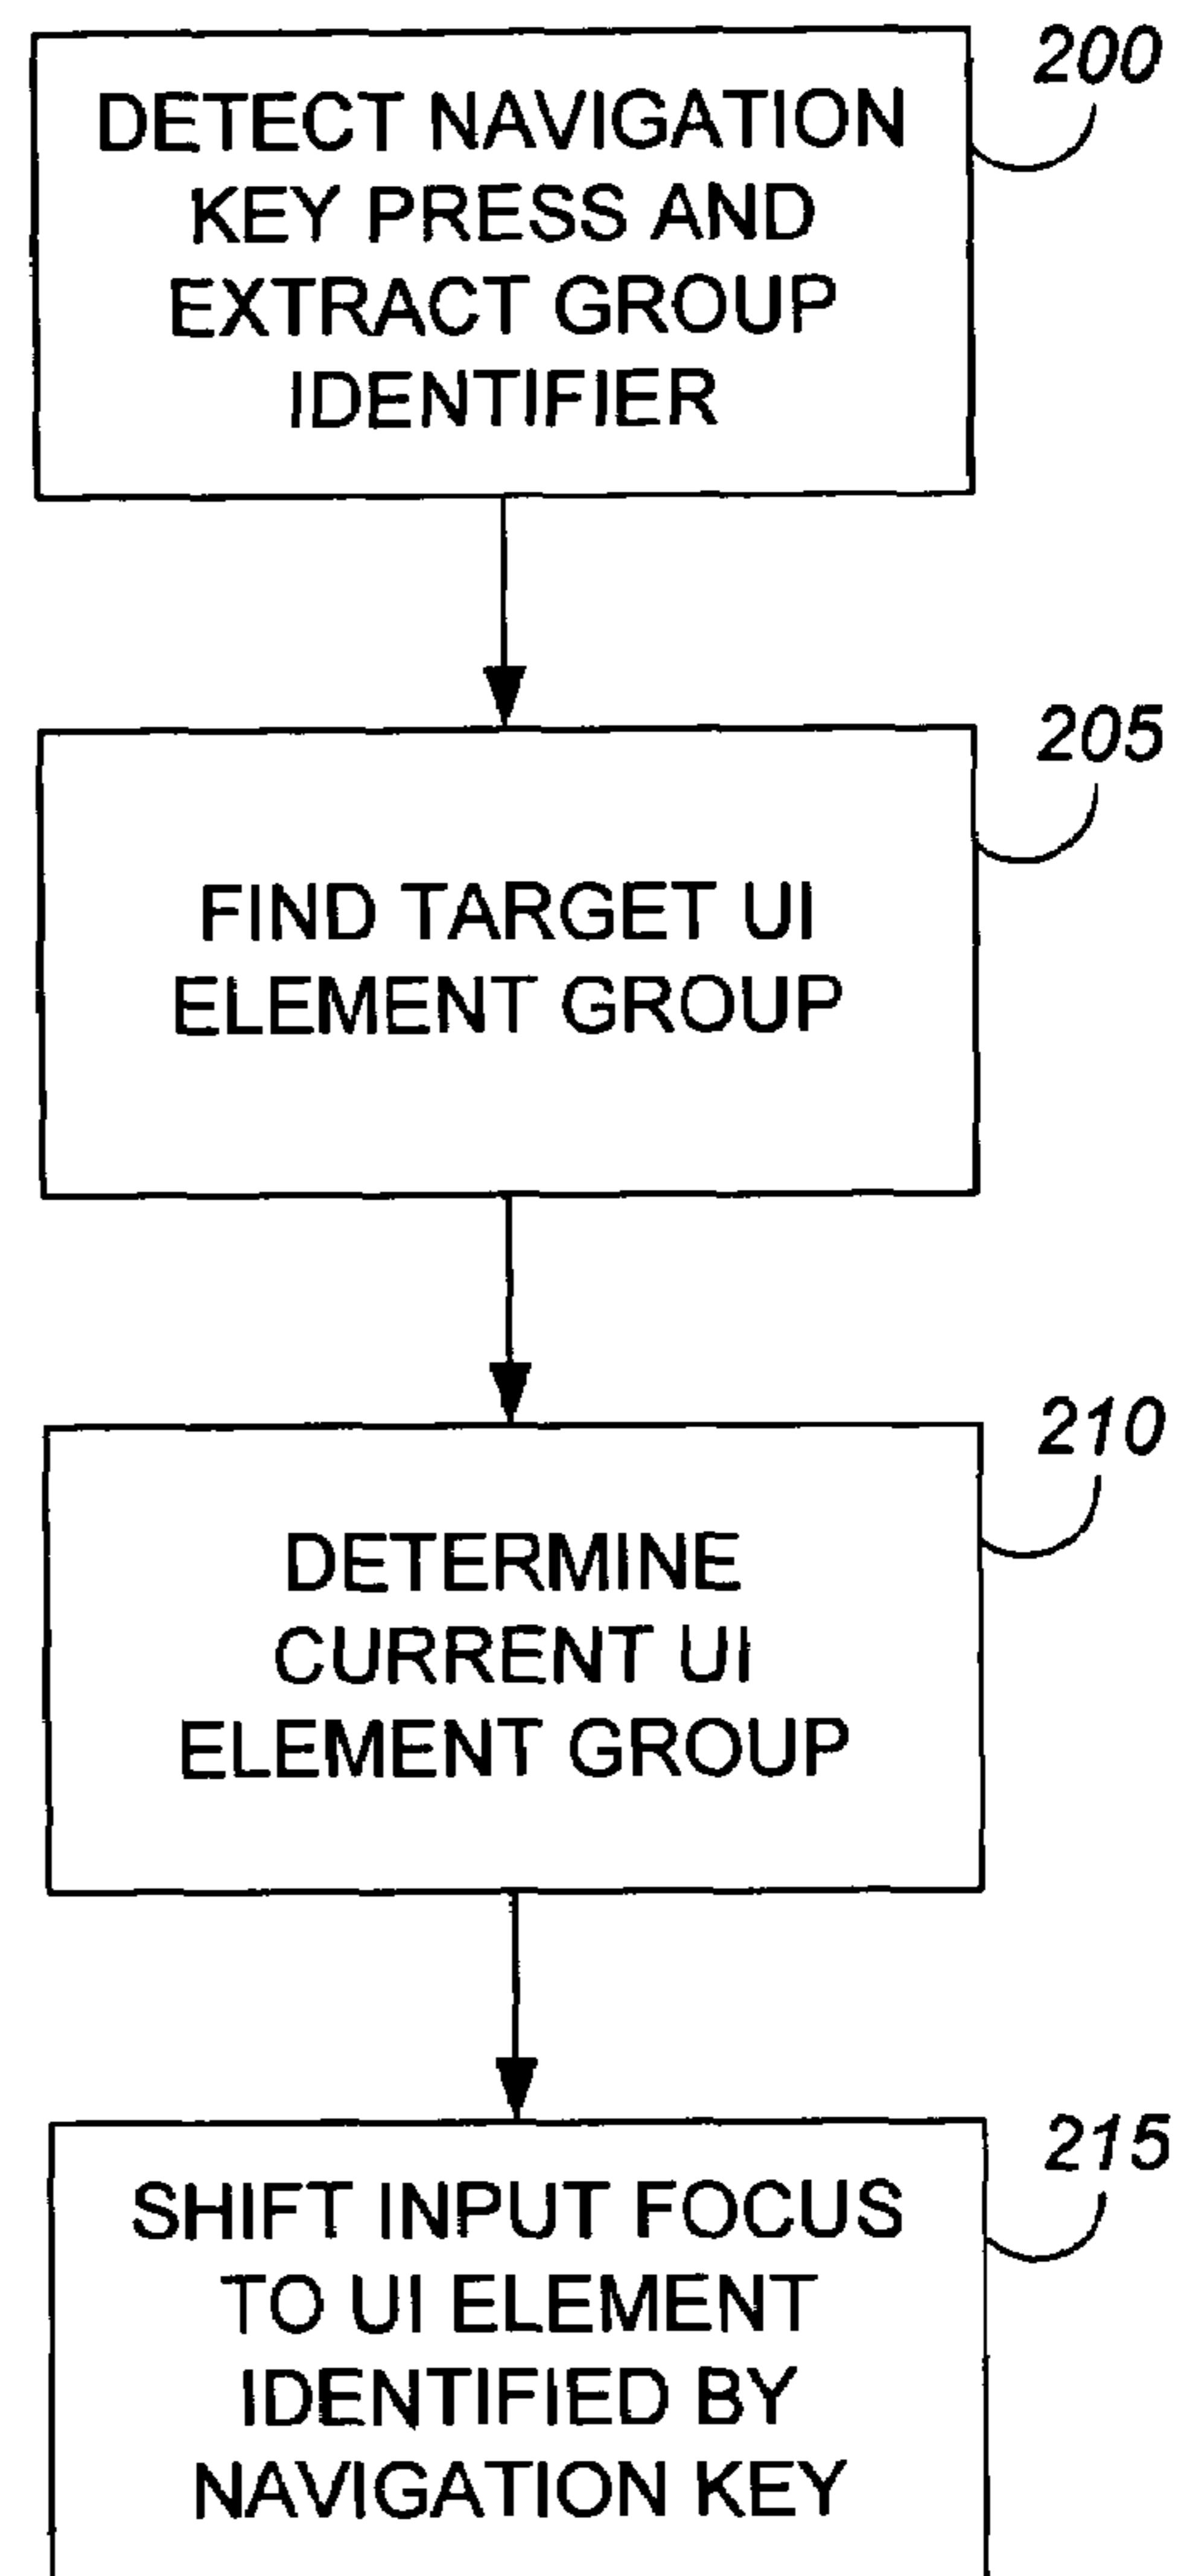 200
DETECT NAVIGATION
KEY PRESS AND
EXTRACT GROUP
IDENTIFIER
205
FIND TARGET UI
ELEMENT GROUP
210
DETERMINE
CURRENT UI
ELEMENT GROUP
215
SHIFT INPUT FOCUS
TO UI ELEMENT
IDENTIFIED BY
NAVIGATION KEY